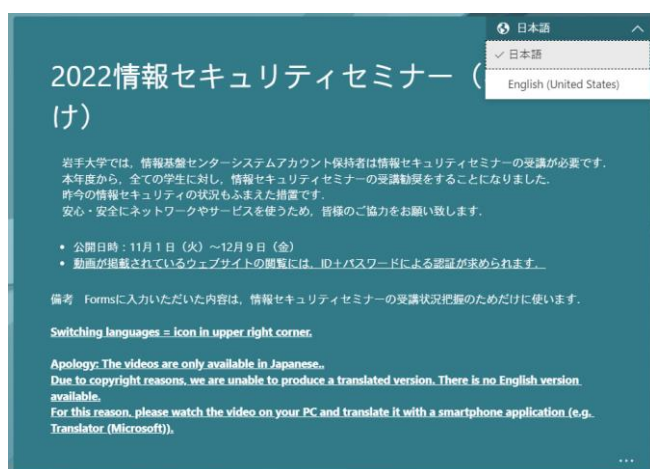 日本語
日本語
English (United States)
2022情報セキュリティセミナー（
け）
岩手大学では，情報基盤センターシステムアカウント保持者は情報セキュリティセミナーの受講が必要です．
本年度から，全ての学生に対し，情報セキュリティセミナーの受講勧奨をすることになりました．
昨今の情報セキュリティの状況もふまえた措置です．
安心・安全にネットワークやサービスを使うため，皆様のご協力をお願い致します．
• 公開日時：11月1日（火）～12月9日（金）
• 動画が掲載されているウェブサイトの閲覧には，ID＋パスワードによる認証が求められます．
備考　Formsに入力いただいた内容は，情報セキュリティセミナーの受講状況把握のためだけに使います．
Switching languages = icon in upper right corner.
Apology: The videos are only available in Japanese..
Due to copyright reasons, we are unable to produce a translated version. There is no English version
available.
For this reason, please watch the video on your PC and translate it with a smartphone application (e.g.
Translator (Microsoft)).